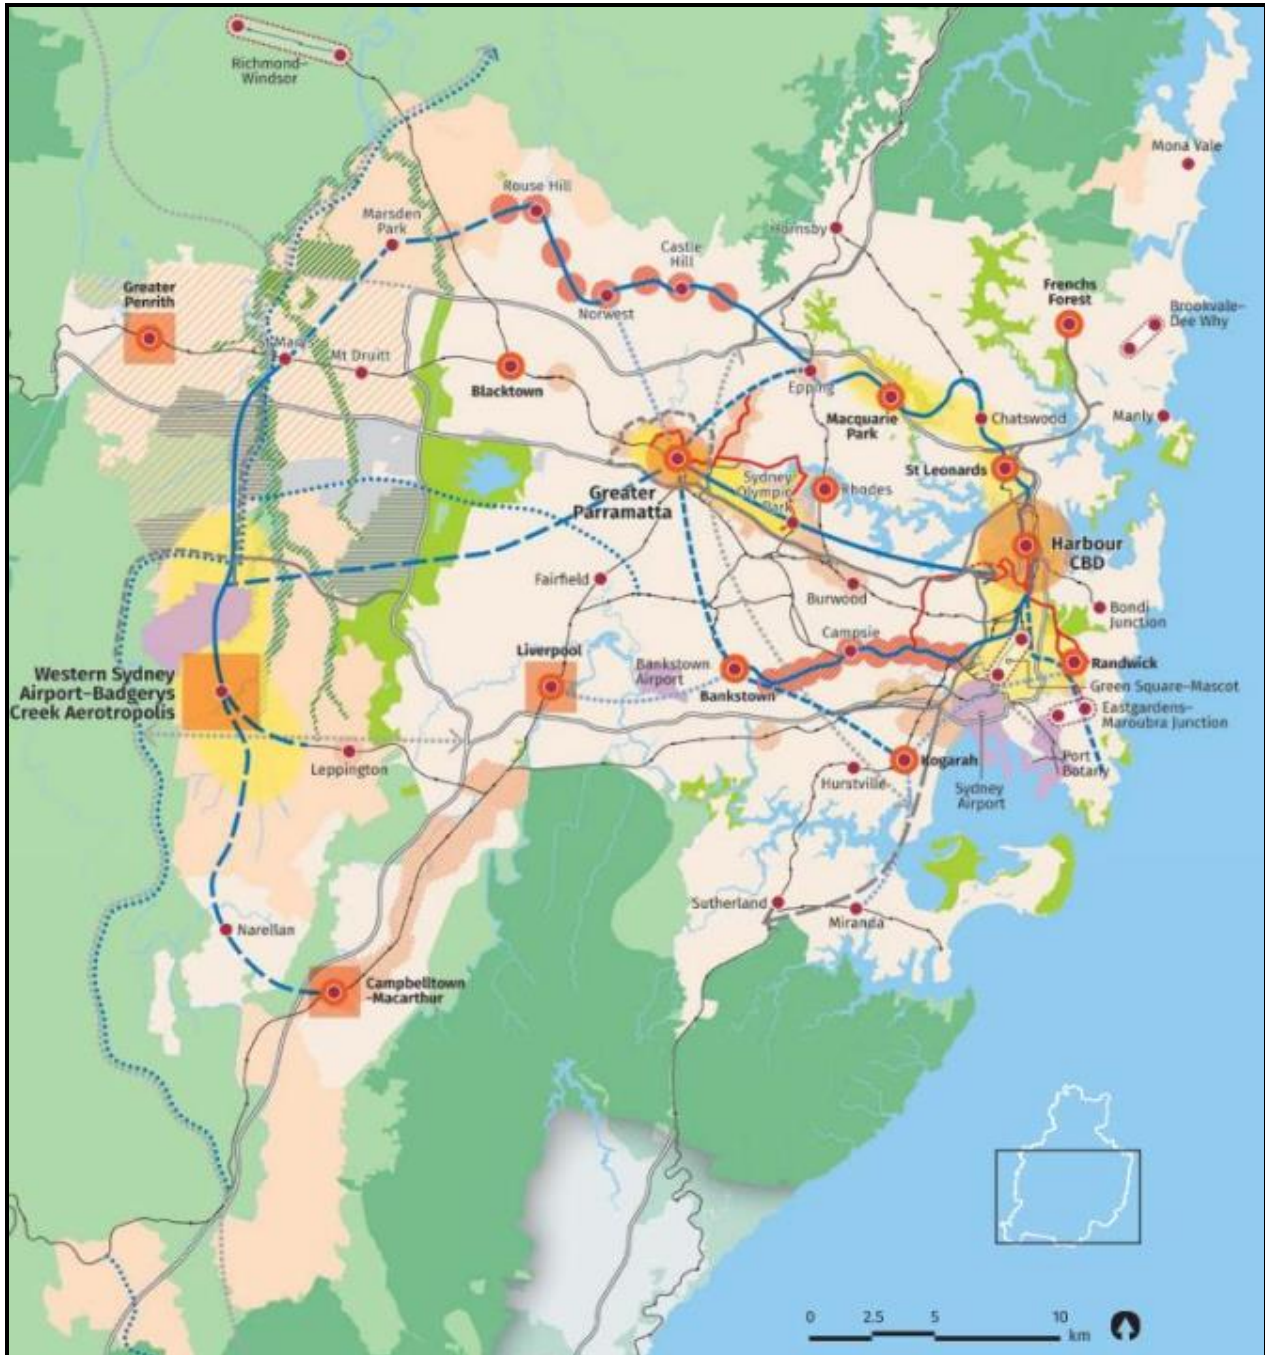 Richmond–
Windsor
Mona Vale
Rouse Hill
Marsden
Park
Hornsby
Castle
Hill
Greater
Penrith
Frenchs
Forest
Norwest
Brookvale–
Dee Why
St Marys
Mt Druitt
Blacktown
Epping
Macquarie
Park
Chatswood
Manly
St Leonards
Greater
Parramatta
Sydney
Olympic
Park
Rhodes
Harbour
CBD
Fairfield
Burwood
Bondi
Junction
Campsie
Liverpool
Bankstown
Airport
Bankstown
Randwick
Western Sydney
Airport–Badgerys
Creek Aerotropolis
Green Square–Mascot
Eastgardens–
Maroubra Junction
Leppington
Kogarah
Port
Botany
Hurstville
Sydney
Airport
Sutherland
Miranda
Narellan
Campbelltown
–Macarthur
0 2.5 5 10
km